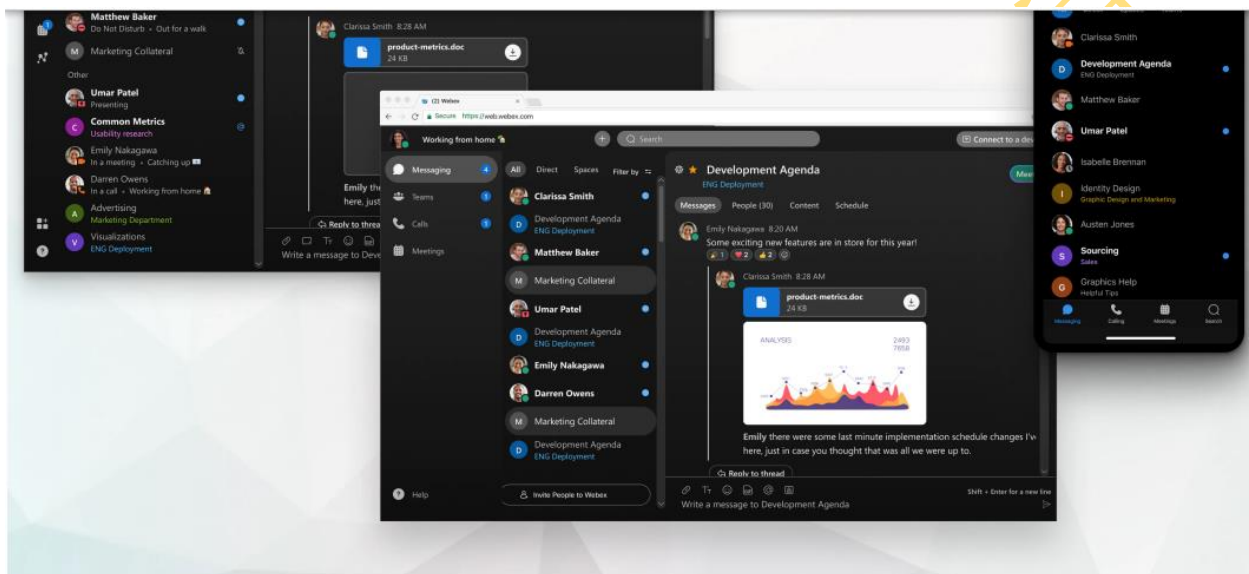 Matthew Baker
Do Not Disturb • Out for a walk
M Marketing Collateral
Other
Umar Patel
Presenting
C Common Metrics
Usability research
Emily Nakagawa
In a meeting • Catching up
Darren Owens
In a call • Working from home
A Advertising
Marketing Department
V Visualizations
ENG Deployment
Clarissa Smith 8:28 AM
product-metrics.doc
24 KB
Emily
here, just
Reply to threa
Write a message to Deve
(2) Webex
Secure https://web.webex.com
Working from home
Search
Connect to a dev
Messaging 4
Teams 1
Calls 1
Meetings
Help
All Direct Spaces Filter by
Clarissa Smith
D Development Agenda
ENG Deployment
Matthew Baker
M Marketing Collateral
Umar Patel
D Development Agenda
ENG Deployment
Emily Nakagawa
Darren Owens
M Marketing Collateral
D Development Agenda
ENG Deployment
Invite People to Webex
Development Agenda
ENG Deployment
Mee
Messages People (30) Content Schedule
Emily Nakagawa 8:20 AM
Some exciting new features are in store for this year!
1 2 2
Clarissa Smith 8:28 AM
product-metrics.doc
24 KB
ANALYSIS
2493
7658
Emily there were some last minute implementation schedule changes I'v
here, just in case you thought that was all we were up to.
Reply to thread
Shift + Enter for a new line
Write a message to Development Agenda
Clarissa Smith
D Development Agenda
ENG Deployment
Matthew Baker
Umar Patel
Isabelle Brennan
I Identity Design
Graphic Design and Marketing
Austen Jones
S Sourcing
Sales
G Graphics Help
Helpful Tips
Messaging Calling Meetings Search